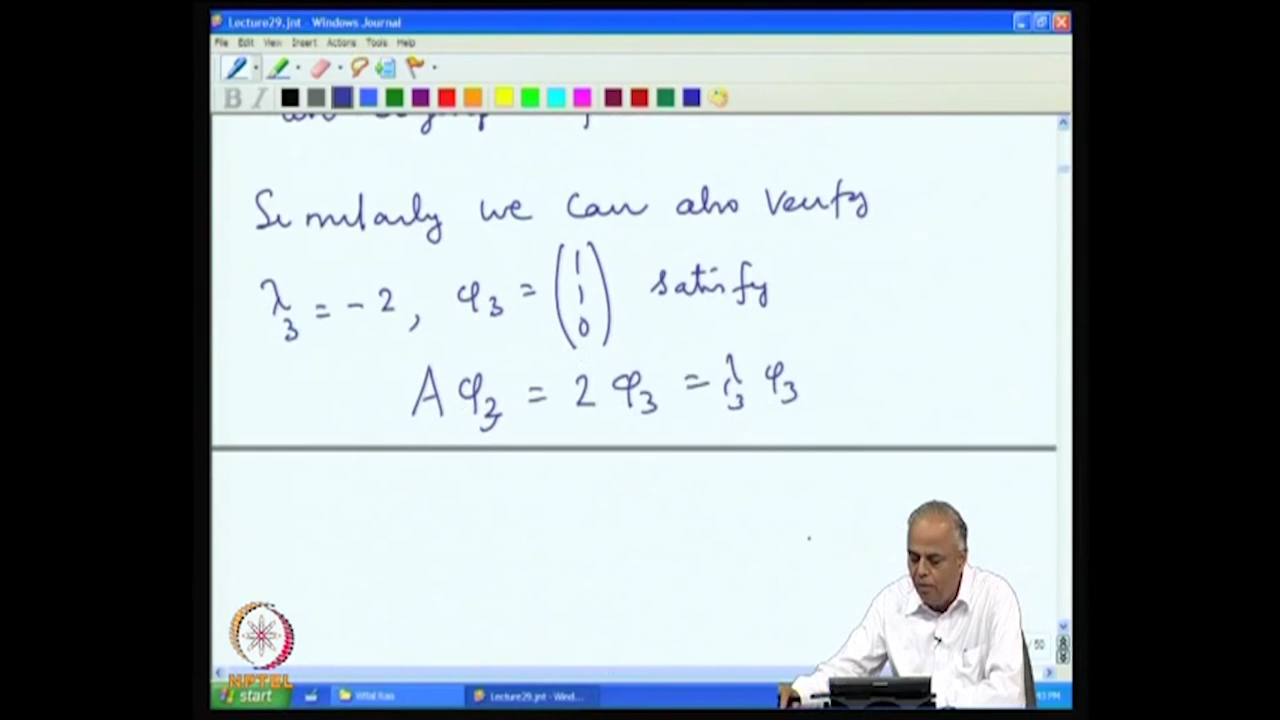 Lecture29.jnt - Windows Journal
File Edit View Insert Actions Tools Help
B I
Similarly we can also verify
λ₃ = -2, φ₃ = (1 1 0) satisfy
Aφ₃ = 2 φ₃ = λ₃ φ₃
50
NPTEL
start
Lecture29.jnt - Wind...